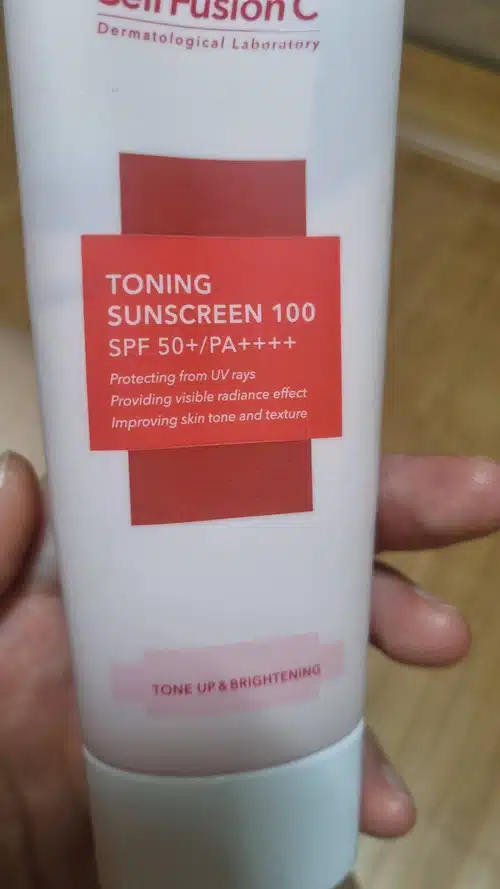 Cell Fusion C
Dermatological Laboratory
TONING
SUNSCREEN 100
SPF 50+/PA++++
Protecting from UV rays
Providing visible radiance effect
Improving skin tone and texture
TONE UP & BRIGHTENING